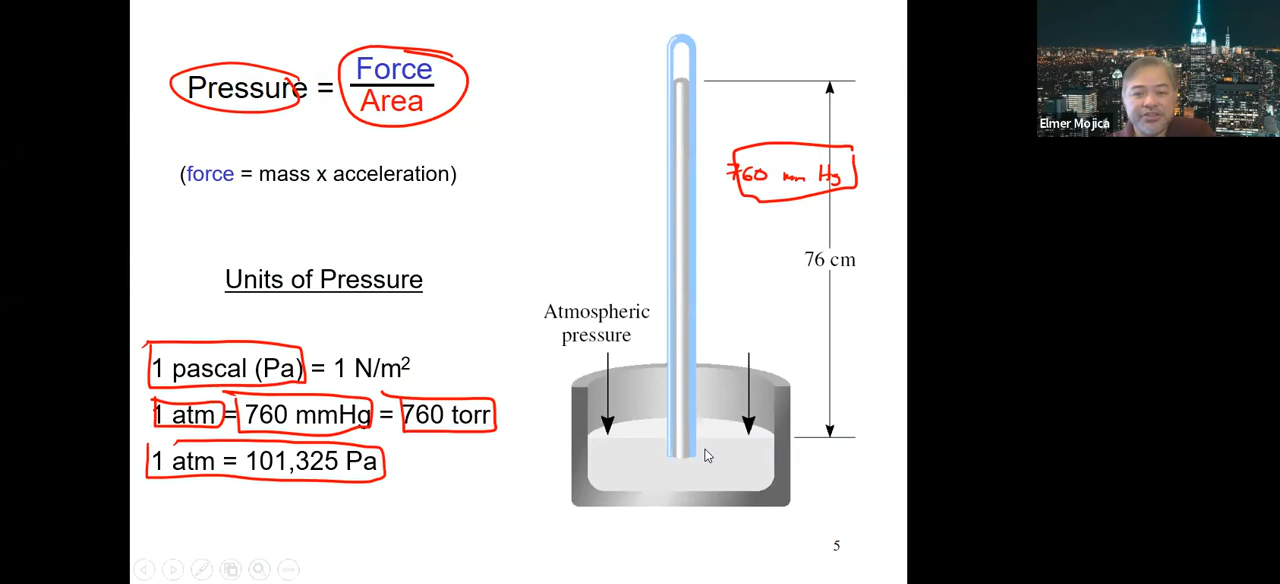 Pressure = Force
Area
(force = mass x acceleration)
Units of Pressure
1 pascal (Pa) = 1 N/m²
1 atm = 760 mmHg = 760 torr
1 atm = 101,325 Pa
Atmospheric
pressure
760 mm Hg
76 cm
5
Elmer Mojica